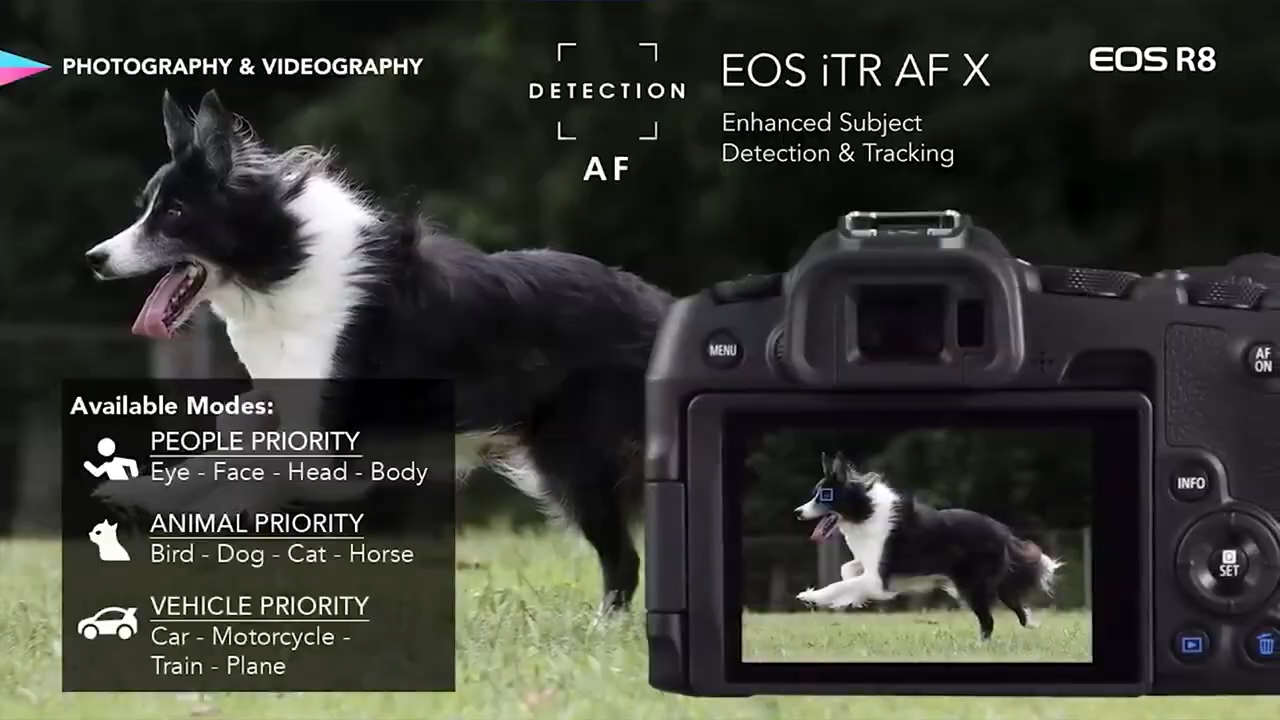 PHOTOGRAPHY & VIDEOGRAPHY
DETECTION
AF
EOS iTR AF X
Enhanced Subject
Detection & Tracking
EOS R8
MENU
AF
ON
INFO
Q
SET
Available Modes:
PEOPLE PRIORITY
Eye - Face - Head - Body
ANIMAL PRIORITY
Bird - Dog - Cat - Horse
VEHICLE PRIORITY
Car - Motorcycle -
Train - Plane